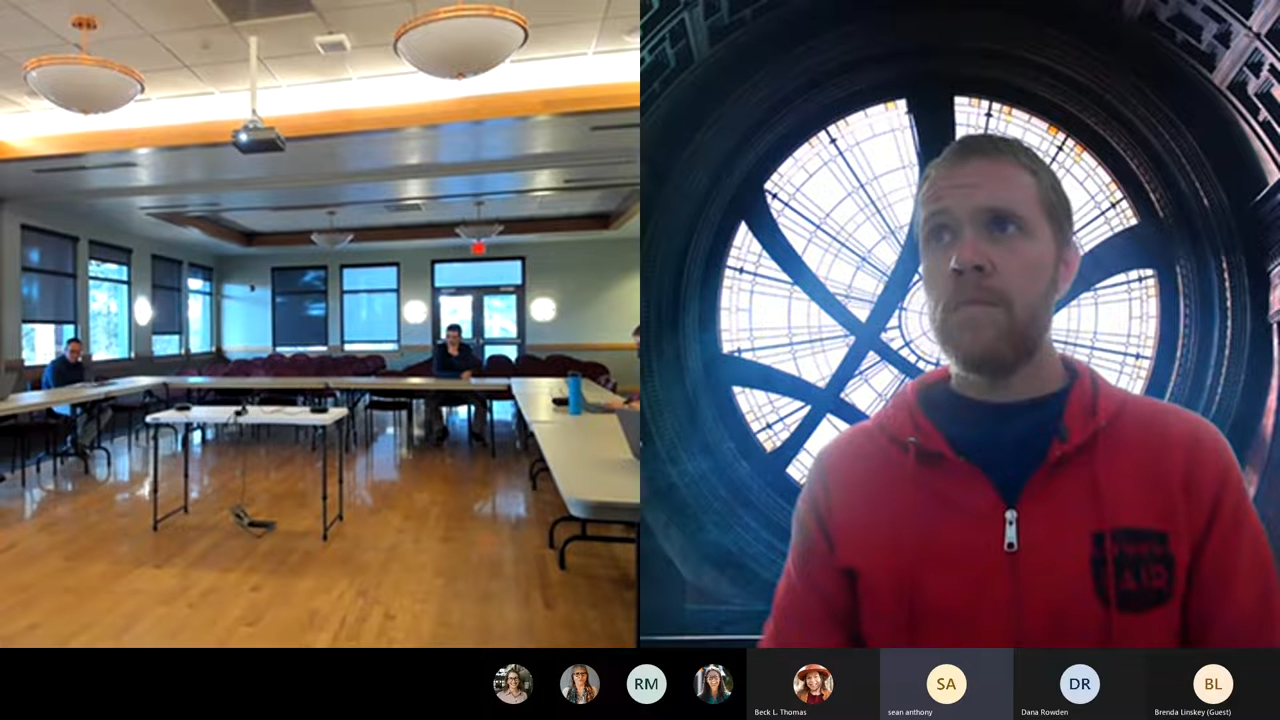 RM
SA
DR
BL
Beck L. Thomas
sean anthony
Dana Rowden
Brenda Linskey (Guest)